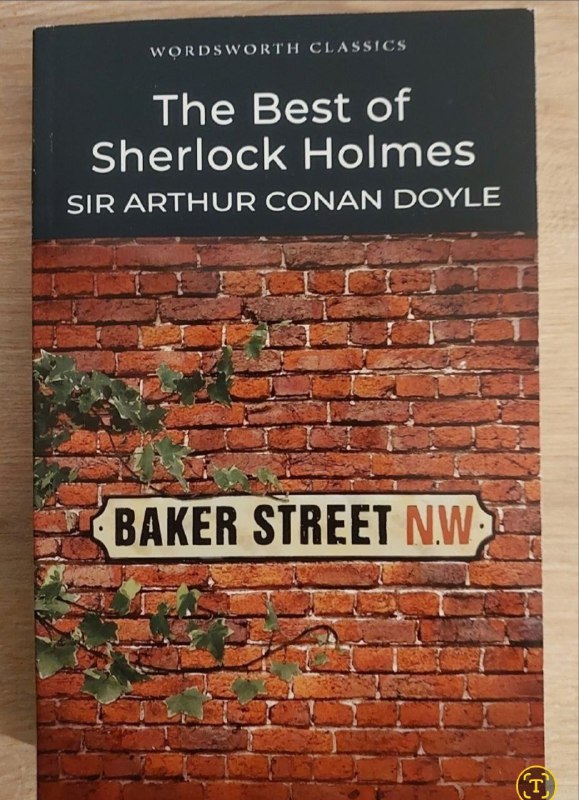 WORDSWORTH CLASSICS
The Best of
Sherlock Holmes
SIR ARTHUR CONAN DOYLE
BAKER STREET N.W.
T